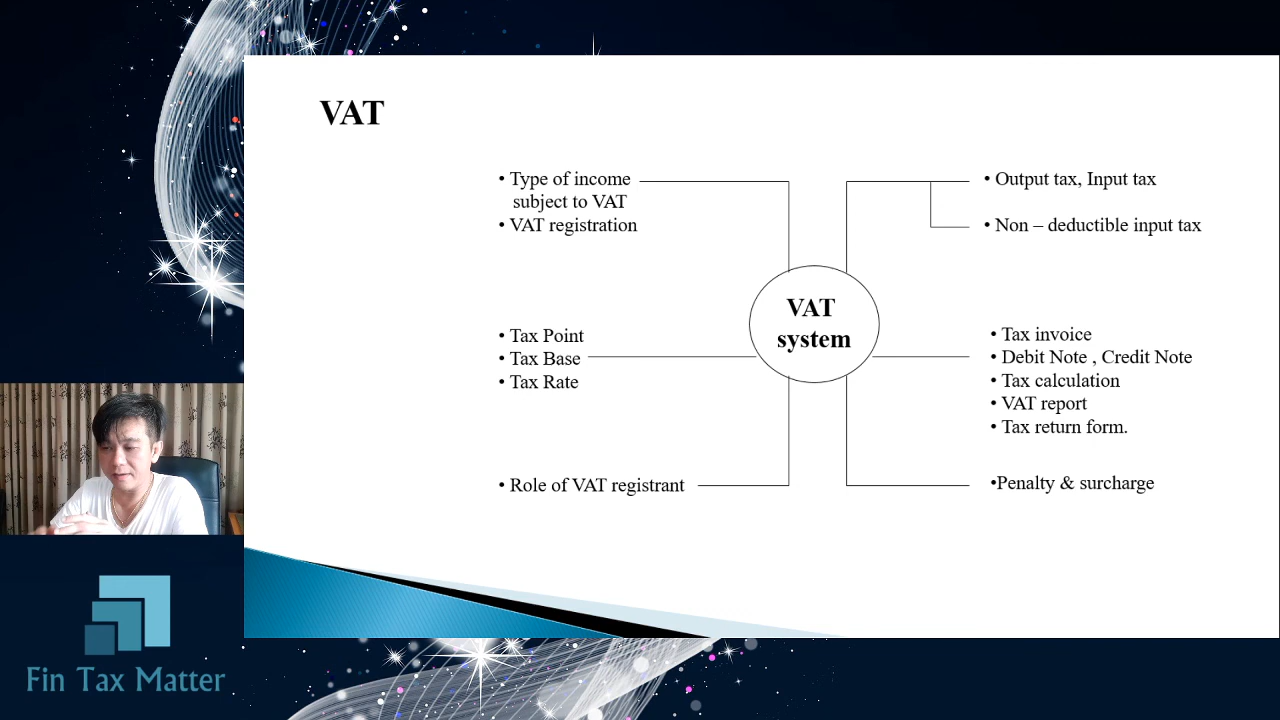 VAT
• Type of income
subject to VAT
• VAT registration
• Output tax, Input tax
• Non – deductible input tax
VAT
system
• Tax Point
• Tax Base
• Tax Rate
• Tax invoice
• Debit Note , Credit Note
• Tax calculation
• VAT report
• Tax return form.
• Role of VAT registrant
•Penalty & surcharge
Fin Tax Matter